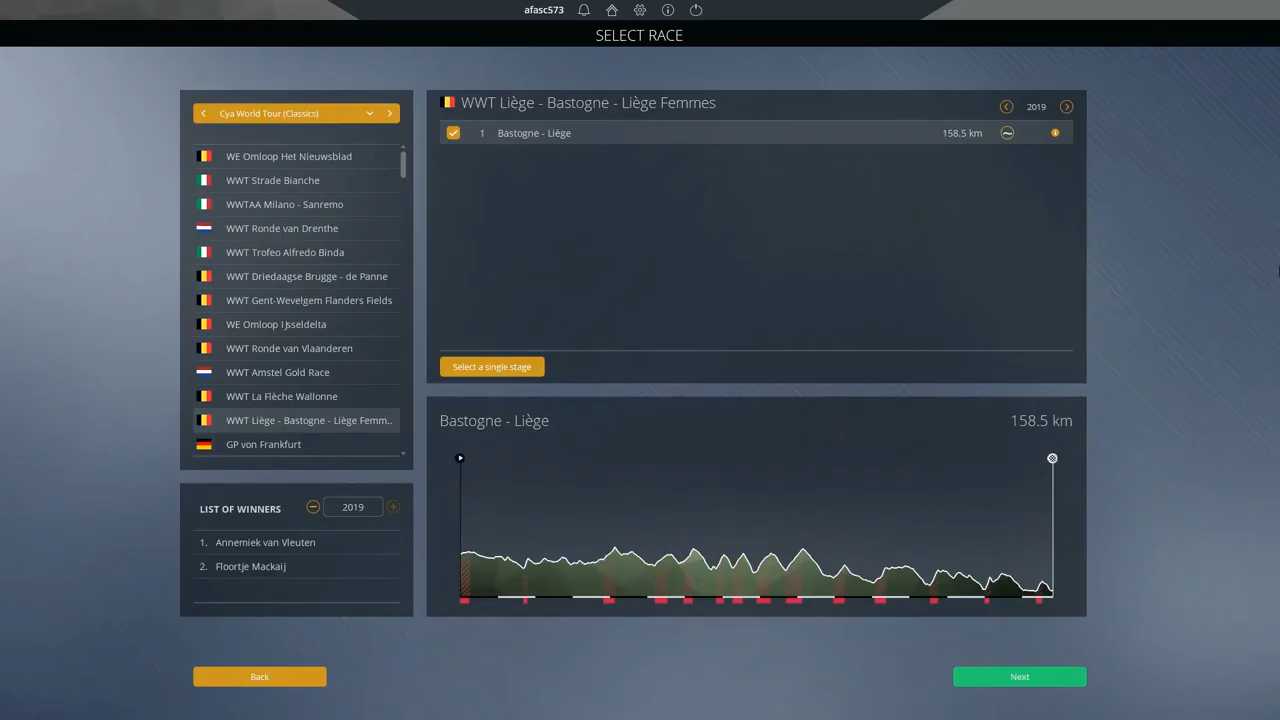 afasc573
SELECT RACE
Cya World Tour (Classics)
WE Omloop Het Nieuwsblad
WWT Strade Bianche
WWTAA Milano - Sanremo
WWT Ronde van Drenthe
WWT Trofeo Alfredo Binda
WWT Driedaagse Brugge - de Panne
WWT Gent-Wevelgem Flanders Fields
WE Omloop IJsseldelta
WWT Ronde van Vlaanderen
WWT Amstel Gold Race
WWT La Flèche Wallonne
WWT Liège - Bastogne - Liège Femm..
GP von Frankfurt
LIST OF WINNERS 2019
1. Annemiek van Vleuten
2. Floortje Mackaij
WWT Liège - Bastogne - Liège Femmes 2019
1 Bastogne - Liège 158.5 km
Select a single stage
Bastogne - Liège 158.5 km
Back
Next